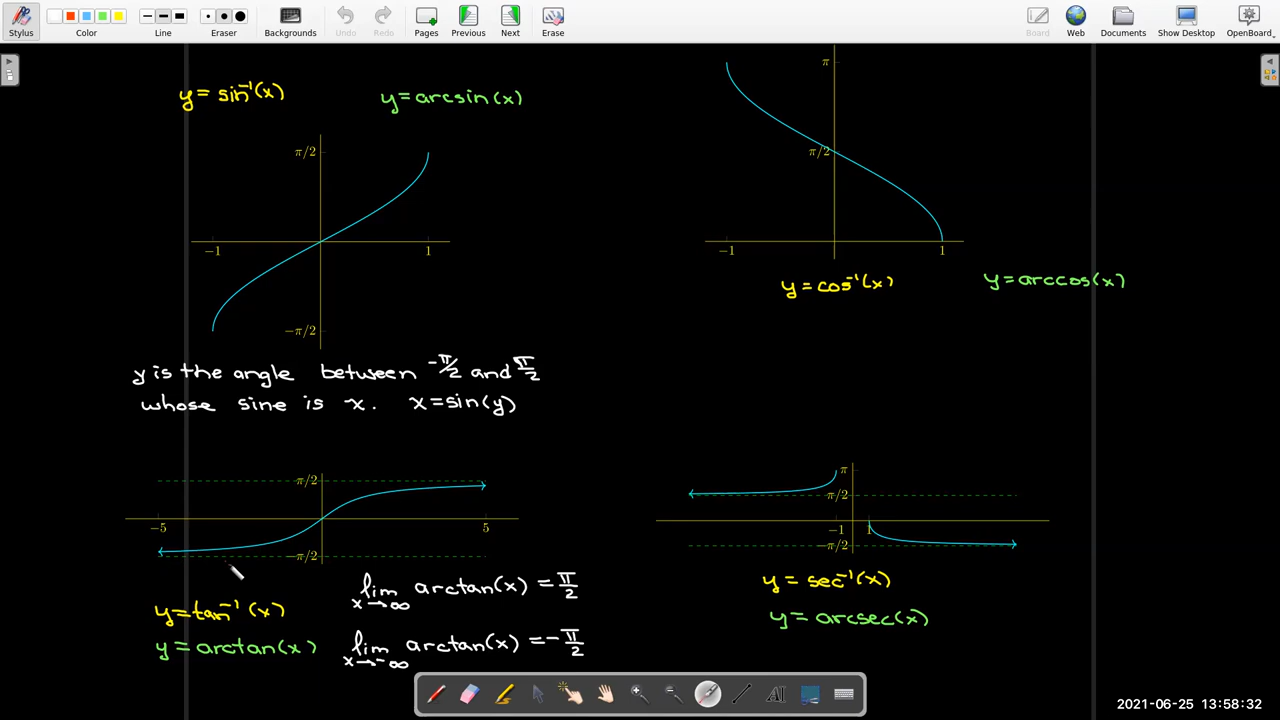 Stylus
Color
Line
Eraser
Backgrounds
Undo
Redo
Pages
Previous
Next
Erase
Board
Web
Documents
Show Desktop
OpenBoard
y = sin⁻¹(x)
y = arcsin(x)
π/2
−1
1
−π/2
π
π/2
−1
1
y = cos⁻¹(x)
y = arccos(x)
y is the angle between -π/2 and π/2
whose sine is x. x = sin(y)
π/2
−5
5
−π/2
π
π/2
−1
1
−π/2
y = tan⁻¹(x)
y = arctan(x)
lim x→∞ arctan(x) = π/2
lim x→-∞ arctan(x) = -π/2
y = sec⁻¹(x)
y = arcsec(x)
AI
2021-06-25 13:58:32